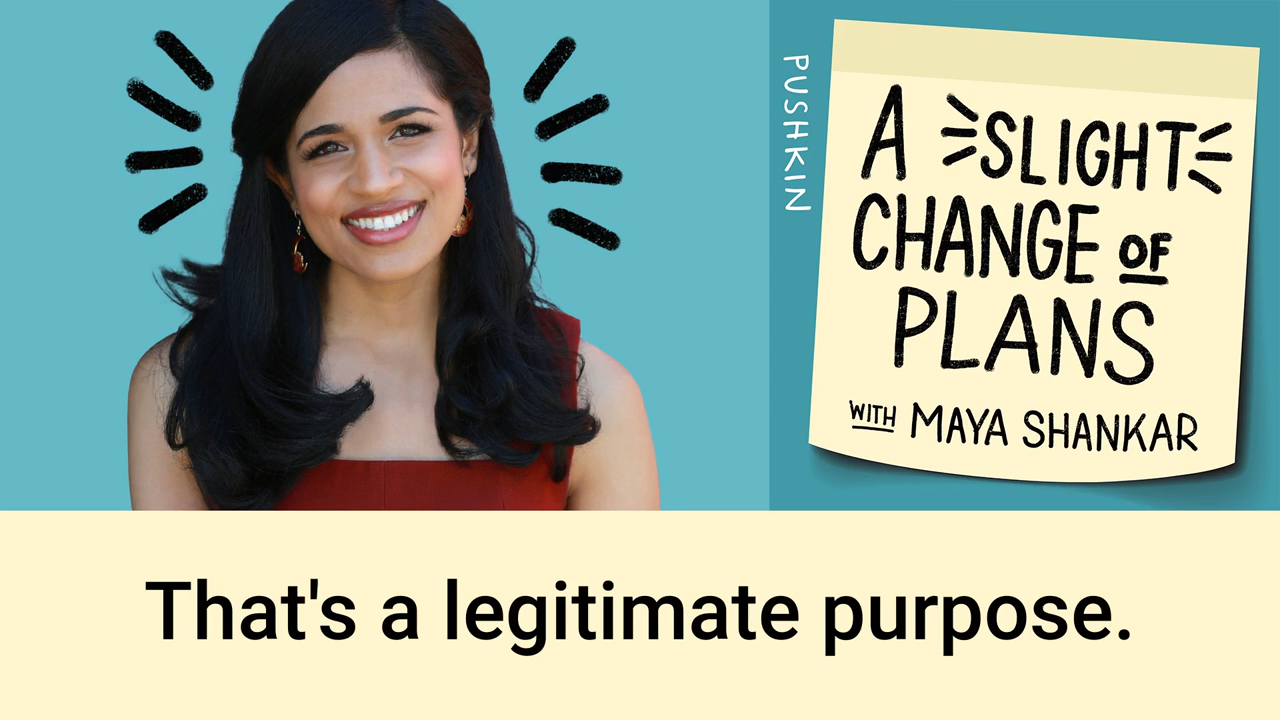 PUSHKIN
A SLIGHT
CHANGE OF
PLANS
WITH MAYA SHANKAR
That's a legitimate purpose.